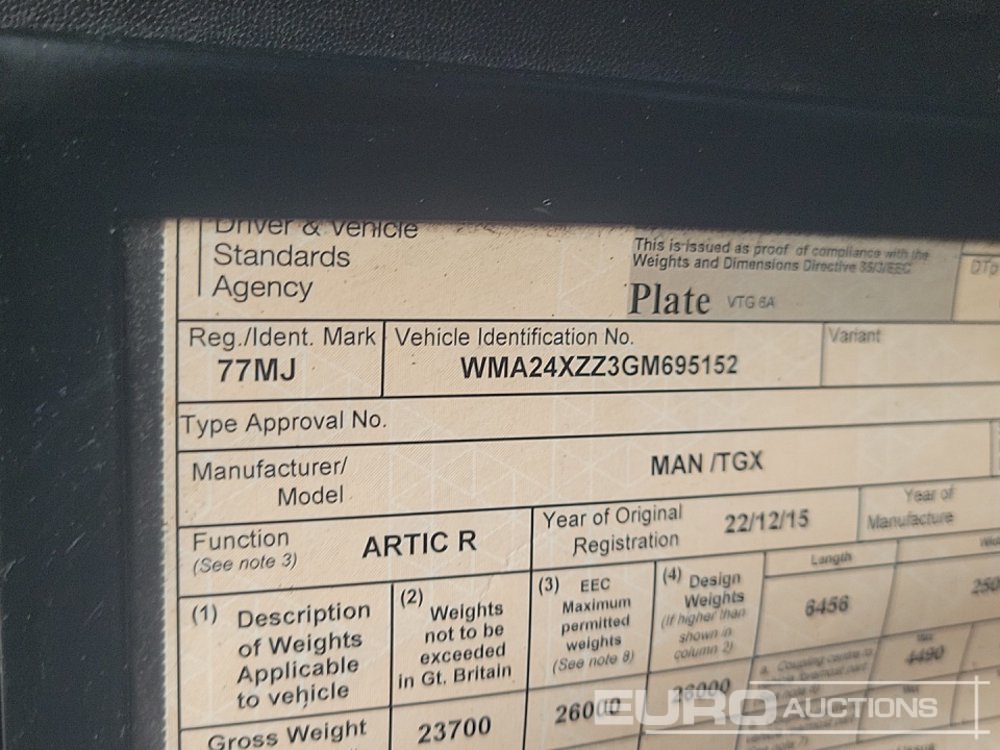 Driver & Vehicle
Standards
Agency
This is issued as proof of compliance with the
Weights and Dimensions Directive
Plate VTG 6A
DTp
Reg./Ident. Mark
77MJ
Vehicle Identification No.
WMA24XZZ3GM695152
Variant
Type Approval No.
Manufacturer/
Model
MAN /TGX
Function
(See note 3)
ARTIC R
Year of Original
Registration
22/12/15
Year of
Manufacture
(1) Description
of Weights
Applicable
to vehicle
(2) Weights
not to be
exceeded
in Gt. Britain
(3) EEC
Maximum
permitted
weights
(See note 8)
(4) Design
Weights
(If higher than
shown in
column 2)
Length
6456
4490
Gross Weight
23700
26000
26000
EURO AUCTIONS